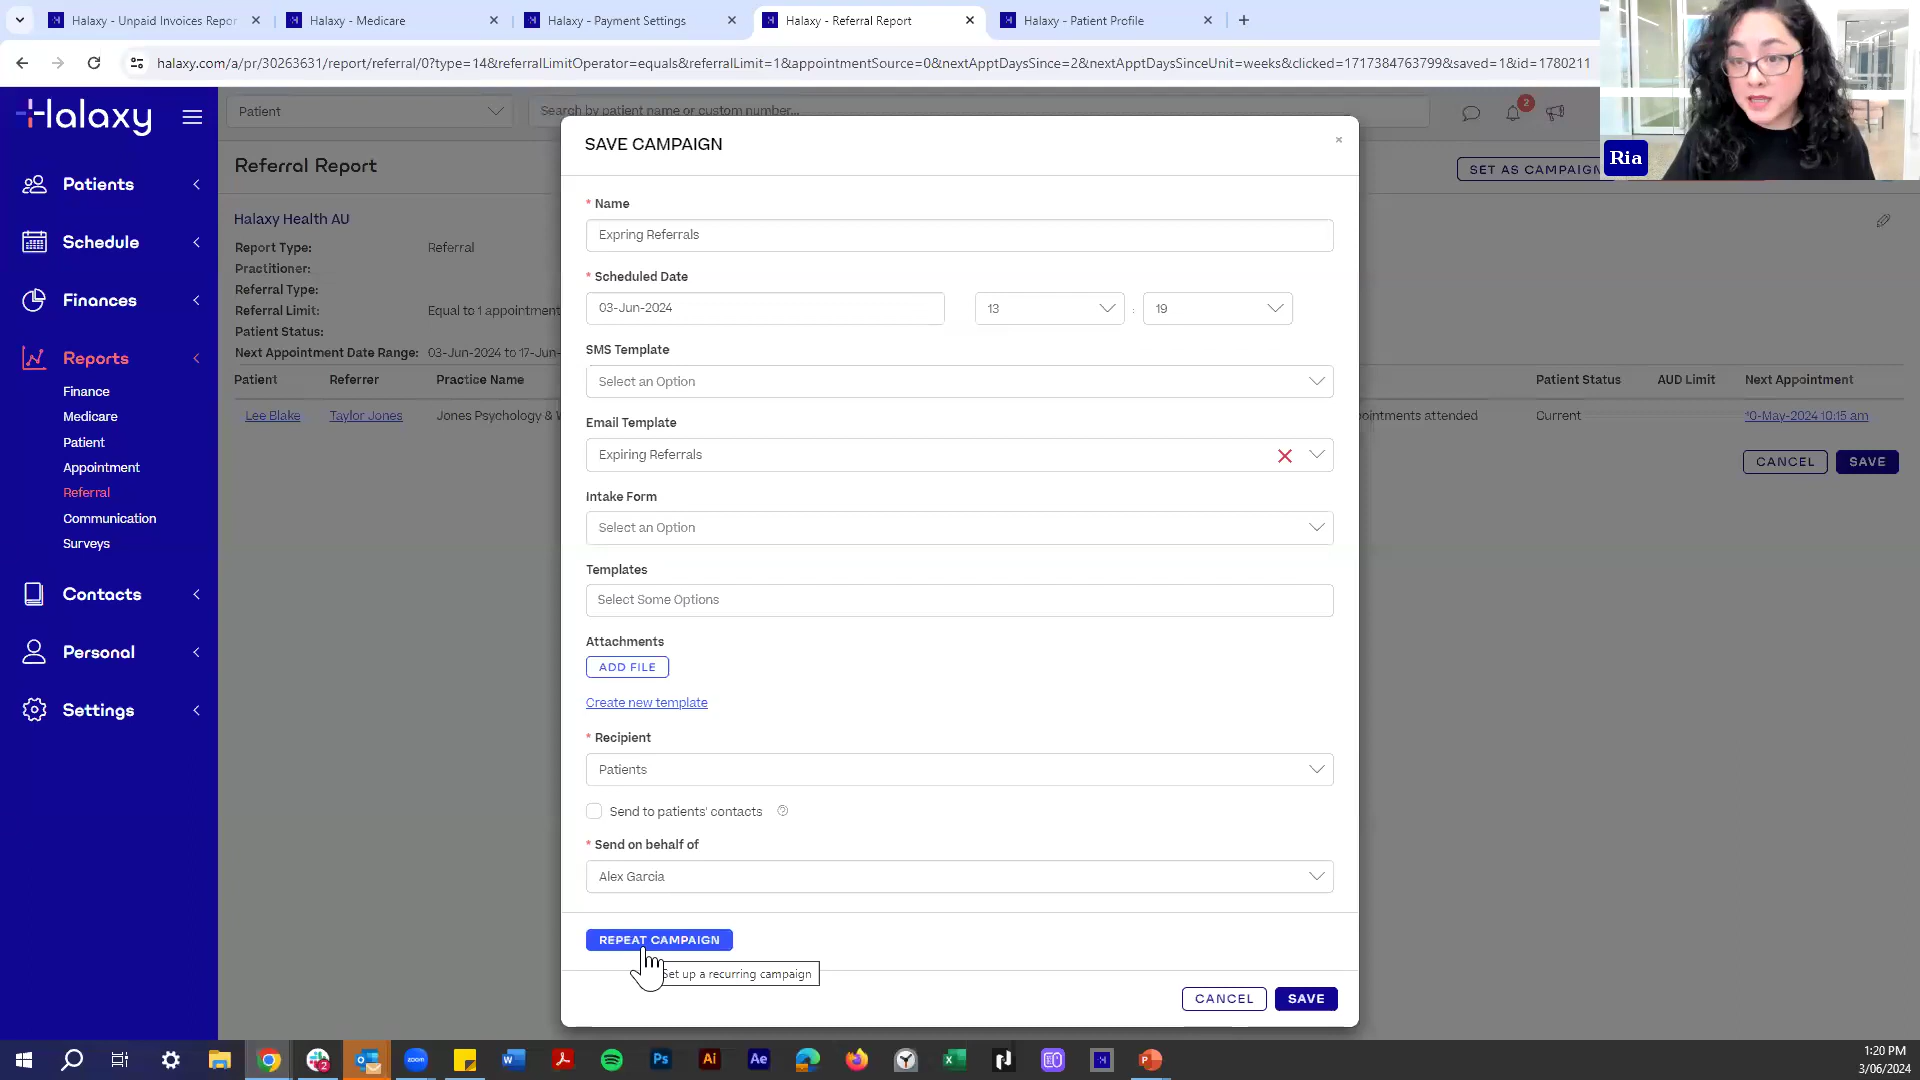 Halaxy - Unpaid Invoices Repor
Halaxy - Medicare
Halaxy - Payment Settings
Halaxy - Referral Report
Halaxy - Patient Profile
halaxy.com/a/pr/30263631/report/referral/0?type=14&referralLimitOperator=equals&referralLimit=1&appointmentSource=0&nextApptDaysSince=2&nextApptDaysSinceUnit=weeks&clicked=1717384763799&saved=1&id=1780211
Halaxy
Patients
Schedule
Finances
Reports
Finance
Medicare
Patient
Appointment
Referral
Communication
Surveys
Contacts
Personal
Settings
Patient
Search by patient name or custom number...
2
Referral Report
SET AS CAMPAIGN
Halaxy Health AU
Report Type: Referral
Practitioner:
Referral Type:
Referral Limit: Equal to 1 appointment
Patient Status:
Next Appointment Date Range: 03-Jun-2024 to 17-Jun-
Patient Referrer Practice Name Patient Status AUD Limit Next Appointment
Lee Blake Taylor Jones Jones Psychology & Current
CANCEL SAVE
SAVE CAMPAIGN
×
* Name
Expring Referrals
* Scheduled Date
03-Jun-2024 13 : 19
SMS Template
Select an Option
Email Template
Expiring Referrals
Intake Form
Select an Option
Templates
Select Some Options
Attachments
ADD FILE
Create new template
* Recipient
Patients
Send to patients' contacts
* Send on behalf of
Alex Garcia
REPEAT CAMPAIGN
Set up a recurring campaign
CANCEL SAVE
Ria
1:20 PM
3/06/2024